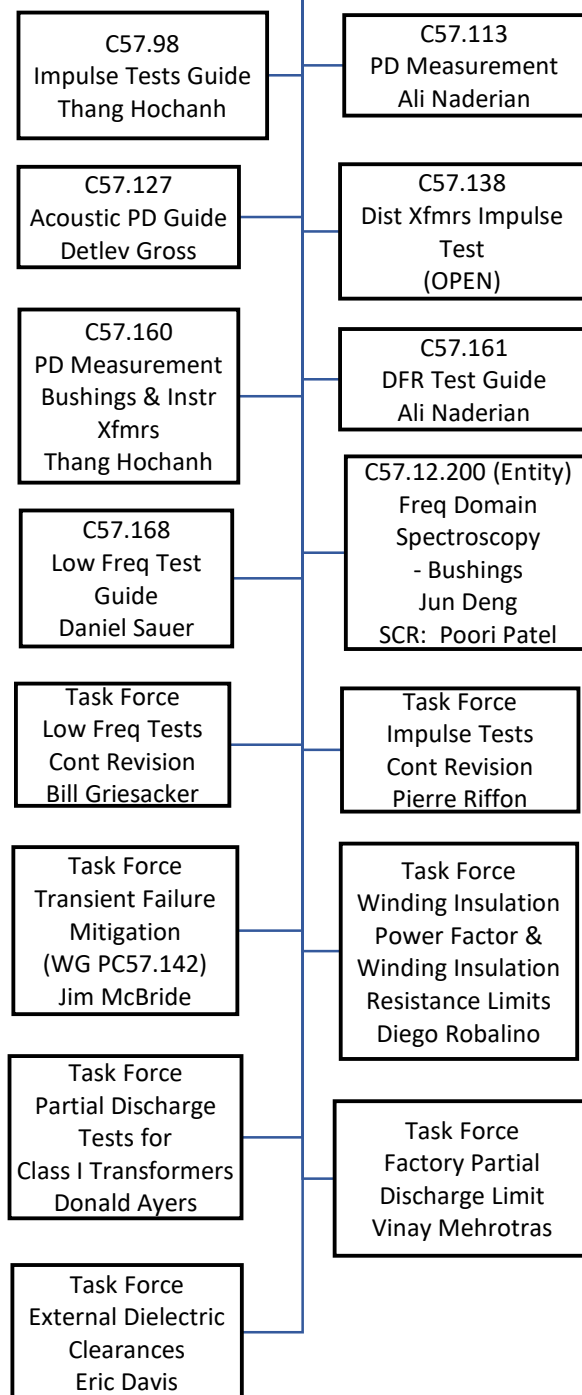 C57.98
Impulse Tests Guide
Thang Hochanh
C57.113
PD Measurement
Ali Naderian
C57.127
Acoustic PD Guide
Detlev Gross
C57.138
Dist Xfmrs Impulse
Test
(OPEN)
C57.160
PD Measurement
Bushings & Instr
Xfmrs
Thang Hochanh
C57.161
DFR Test Guide
Ali Naderian
C57.168
Low Freq Test
Guide
Daniel Sauer
C57.12.200 (Entity)
Freq Domain
Spectroscopy
- Bushings
Jun Deng
SCR:  Poori Patel
Task Force
Low Freq Tests
Cont Revision
Bill Griesacker
Task Force
Impulse Tests
Cont Revision
Pierre Riffon
Task Force
Transient Failure
Mitigation
(WG PC57.142)
Jim McBride
Task Force
Winding Insulation
Power Factor &
Winding Insulation
Resistance Limits
Diego Robalino
Task Force
Partial Discharge
Tests for
Class I Transformers
Donald Ayers
Task Force
Factory Partial
Discharge Limit
Vinay Mehrotras
Task Force
External Dielectric
Clearances
Eric Davis